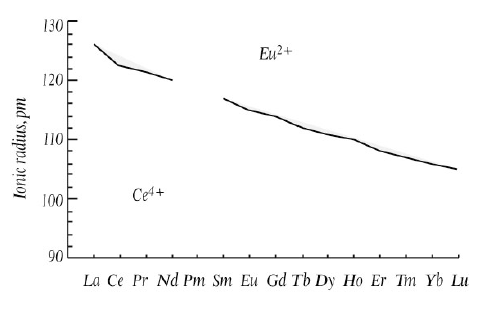 130
Eu2+
120
Ionic radius, pm
110
Ce4+
100
90
La Ce Pr Nd Pm Sm Eu Gd Tb Dy Ho Er Tm Yb Lu